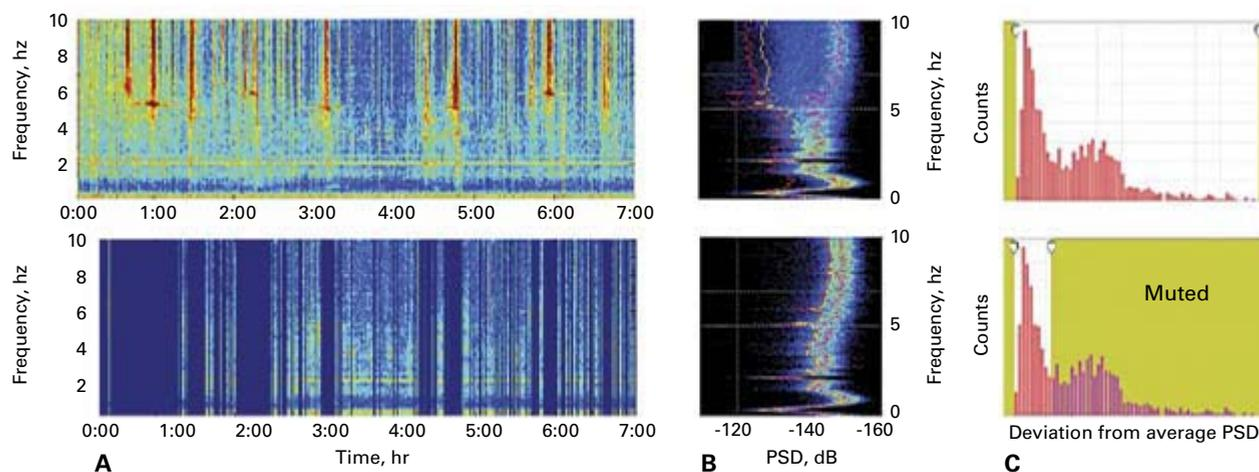 Frequency, hz
10
8
6
4
2
0:00 1:00 2:00 3:00 4:00 5:00 6:00 7:00
10
5
0
Frequency, hz
Counts
Frequency, hz
10
8
6
4
2
0:00 1:00 2:00 3:00 4:00 5:00 6:00 7:00
A
Time, hr
10
5
0
Frequency, hz
-120 -140 -160
B
PSD, dB
Counts
Muted
Deviation from average PSD
C